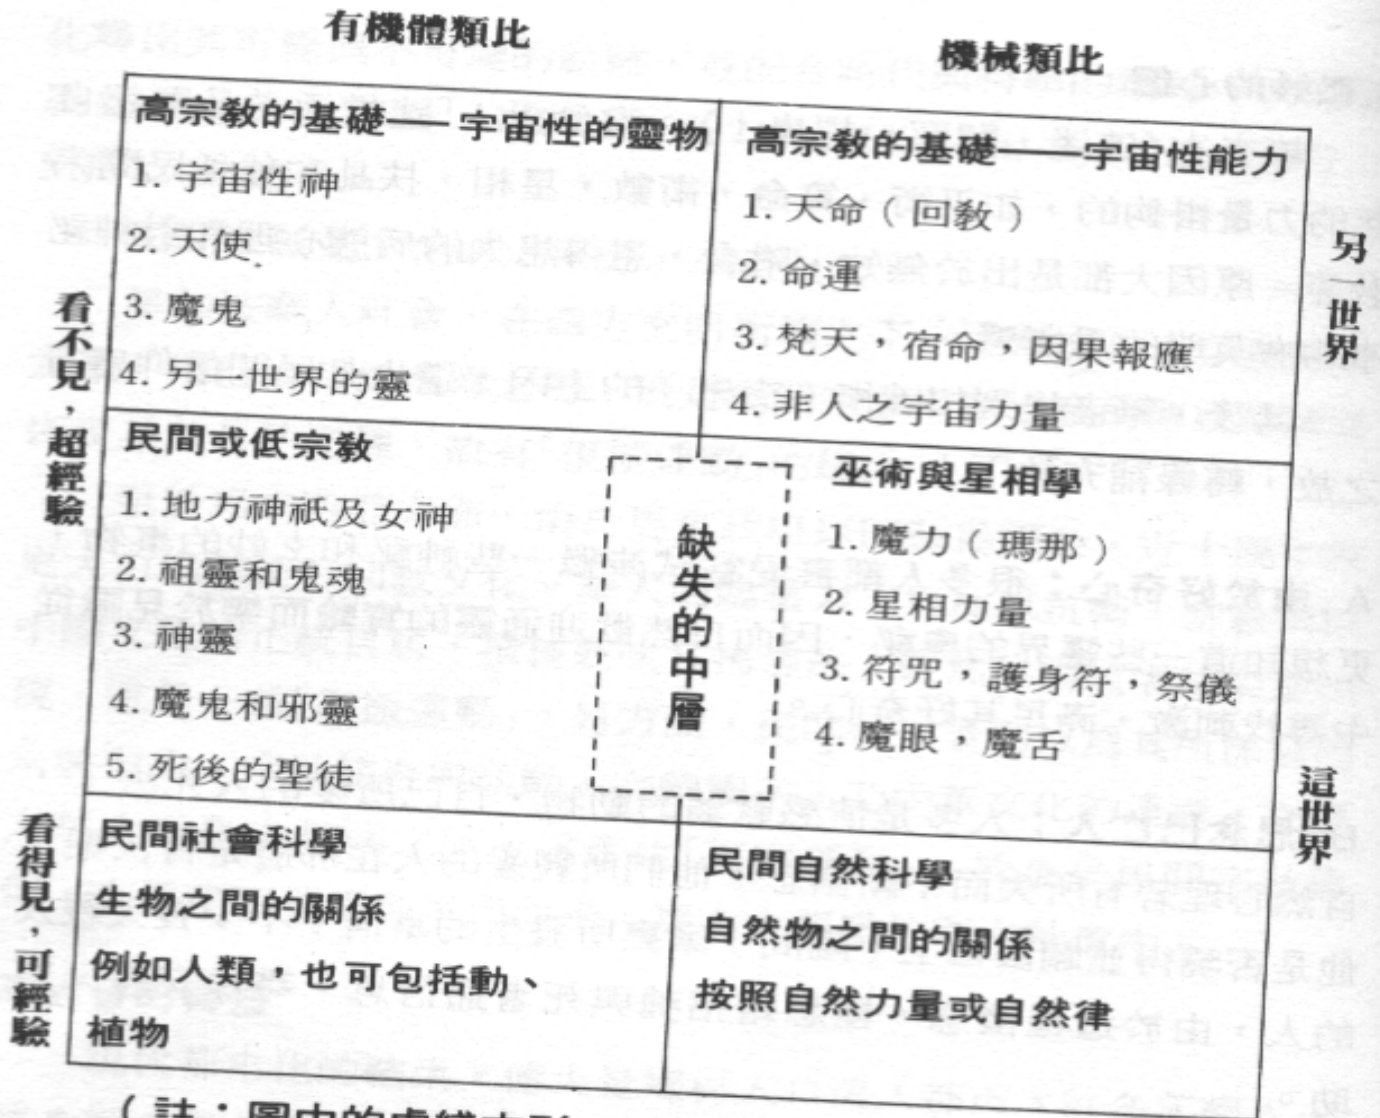 有機體類比
機械類比
高宗教的基礎——宇宙性的靈物
1. 宇宙性神
2. 天使
3. 魔鬼
4. 另一世界的靈
高宗教的基礎——宇宙性能力
1. 天命（回教）
2. 命運
3. 梵天，宿命，因果報應
4. 非人之宇宙力量
另一世界
看不見，超經驗
民間或低宗教
1. 地方神祇及女神
2. 祖靈和鬼魂
3. 神靈
4. 魔鬼和邪靈
5. 死後的聖徒
缺失的中層
巫術與星相學
1. 魔力（瑪那）
2. 星相力量
3. 符咒，護身符，祭儀
4. 魔眼，魔舌
這世界
看得見，可經驗
民間社會科學
生物之間的關係
例如人類，也可包括動、
植物
民間自然科學
自然物之間的關係
按照自然力量或自然律
（註：圖中的虛線